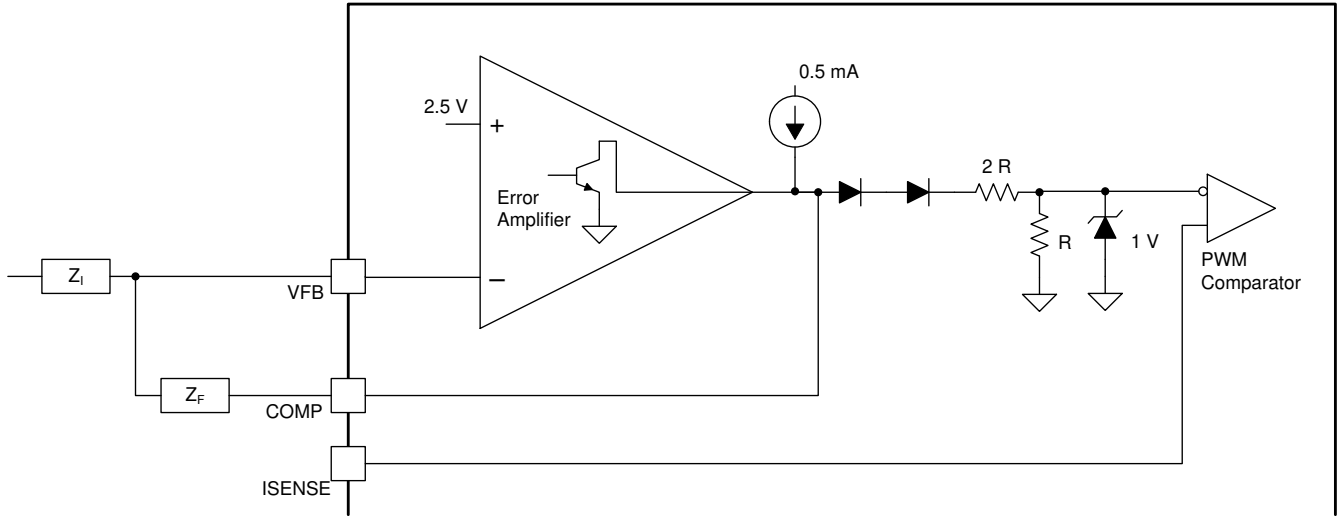 0.5 mA
2.5 V
+
2 R
Error
Amplifier
R
1 V
PWM
Comparator
Z_I
VFB
−
Z_F
COMP
ISENSE